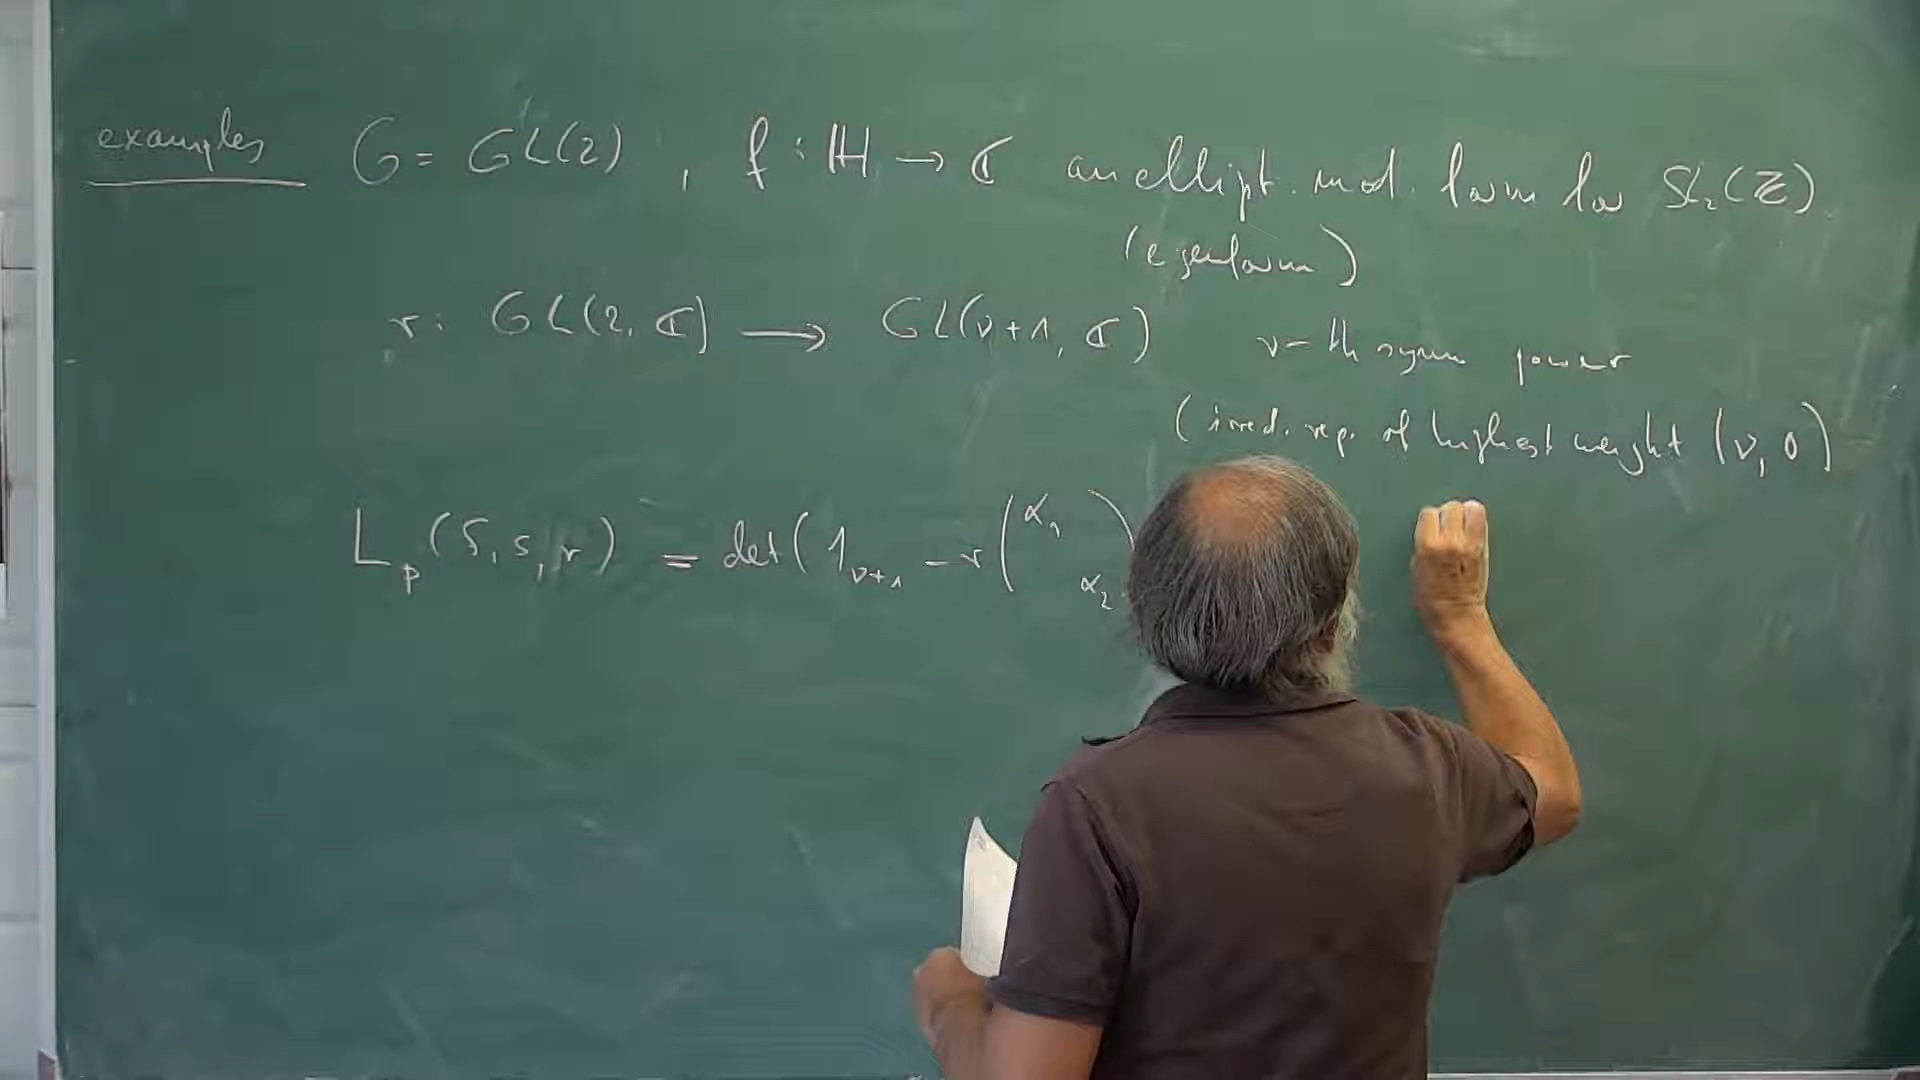 examples G = GL(2), f : ℍ → ℂ an ellipt. mod. form for SL₂(ℤ)
(eigenform)
r: GL(2, ℂ) ⟶ GL(ν+1, ℂ) ν-th symm power
(irred. rep. of highest weight (ν, 0)
L_p(f, s, r) = det(1_{ν+1} - r(α₁ α₂)